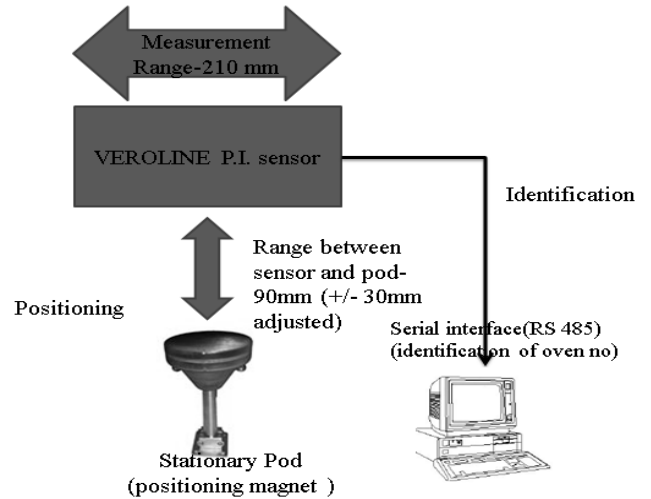 Measurement
Range-210 mm
VEROLINE P.I. sensor
Identification
Range between
sensor and pod-
90mm (+/- 30mm
adjusted)
Positioning
Serial interface(RS 485)
(identification of oven no)
Stationary Pod
(positioning magnet )